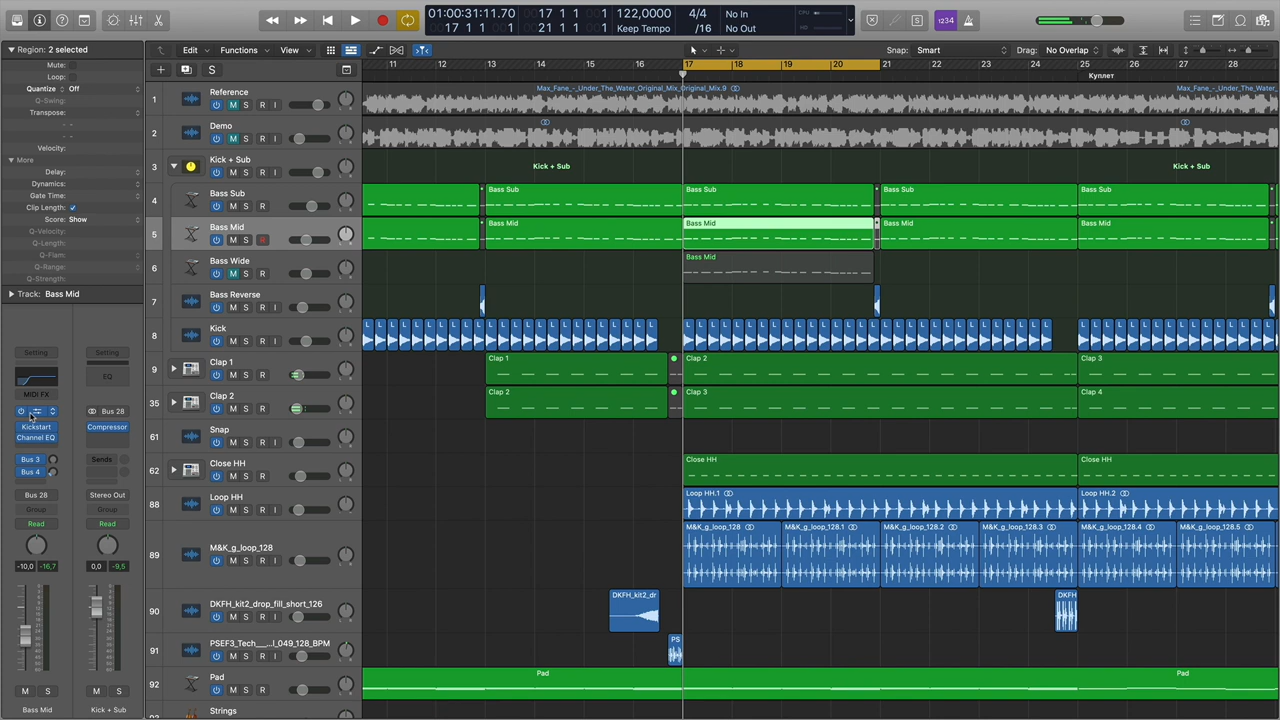 01:00:31:11.70
17 1 1 1
17 1 1 1
21 1 1 1
122,0000
Keep Tempo
4/4
/16
No In
No Out
CPU
1234
Region: 2 selected
Mute:
Loop:
Quantize Off
Q-Swing:
Transpose:
Velocity:
More
Delay:
Dynamics:
Gate Time:
Clip Length:
Score: Show
Q-Velocity:
Q-Length:
Q-Flam:
Q-Range:
Q-Strength:
Track: Bass Mid
Setting
Setting
EQ
MIDI FX
Bus 28
Kickstart
Compressor
Channel EQ
Bus 3
Sends
Bus 4
Bus 28
Stereo Out
Group
Group
Read
Read
-10,0 -16,7
0,0 -9,5
M S
M S
Bass Mid
Kick + Sub
Edit
Functions
View
Snap: Smart
Drag: No Overlap
S
11
13
14
15
16
17
18
19
20
21
22
23
24
25
26
27
28
Куплет
1 Reference
M S R I
Max_Fane_-_Under_The_Water_Original_Mix_Original_Mix.9
Max_Fane_-_Under_The_Water_Original_
2 Demo
M S R I
3 Kick + Sub
M S R I
Kick + Sub
Kick + Sub
4 Bass Sub
M S R
Bass Sub
Bass Sub
Bass Sub
Bass Sub
5 Bass Mid
M S R
Bass Mid
Bass Mid
Bass Mid
Bass Mid
6 Bass Wide
M S R
Bass Mid
7 Bass Reverse
M S R I
8 Kick
M S R I
9 Clap 1
M S R
Clap 1
Clap 2
Clap 3
35 Clap 2
M S R
Clap 2
Clap 3
Clap 4
61 Snap
M S R I
62 Close HH
M S R
Close HH
Close HH
88 Loop HH
M S R I
Loop HH.1
Loop HH.2
89 M&K_g_loop_128
M S R I
M&K_g_loop_128
M&K_g_loop_128.1
M&K_g_loop_128.2
M&K_g_loop_128.3
M&K_g_loop_128.4
M&K_g_loop_128.5
90 DKFH_kit2_drop_fill_short_126
M S R I
DKFH_kit2_dr
DKFH
91 PSEF3_Tech___...l_049_128_BPM
M S R I
PS
92 Pad
M S R
Pad
Pad
Strings